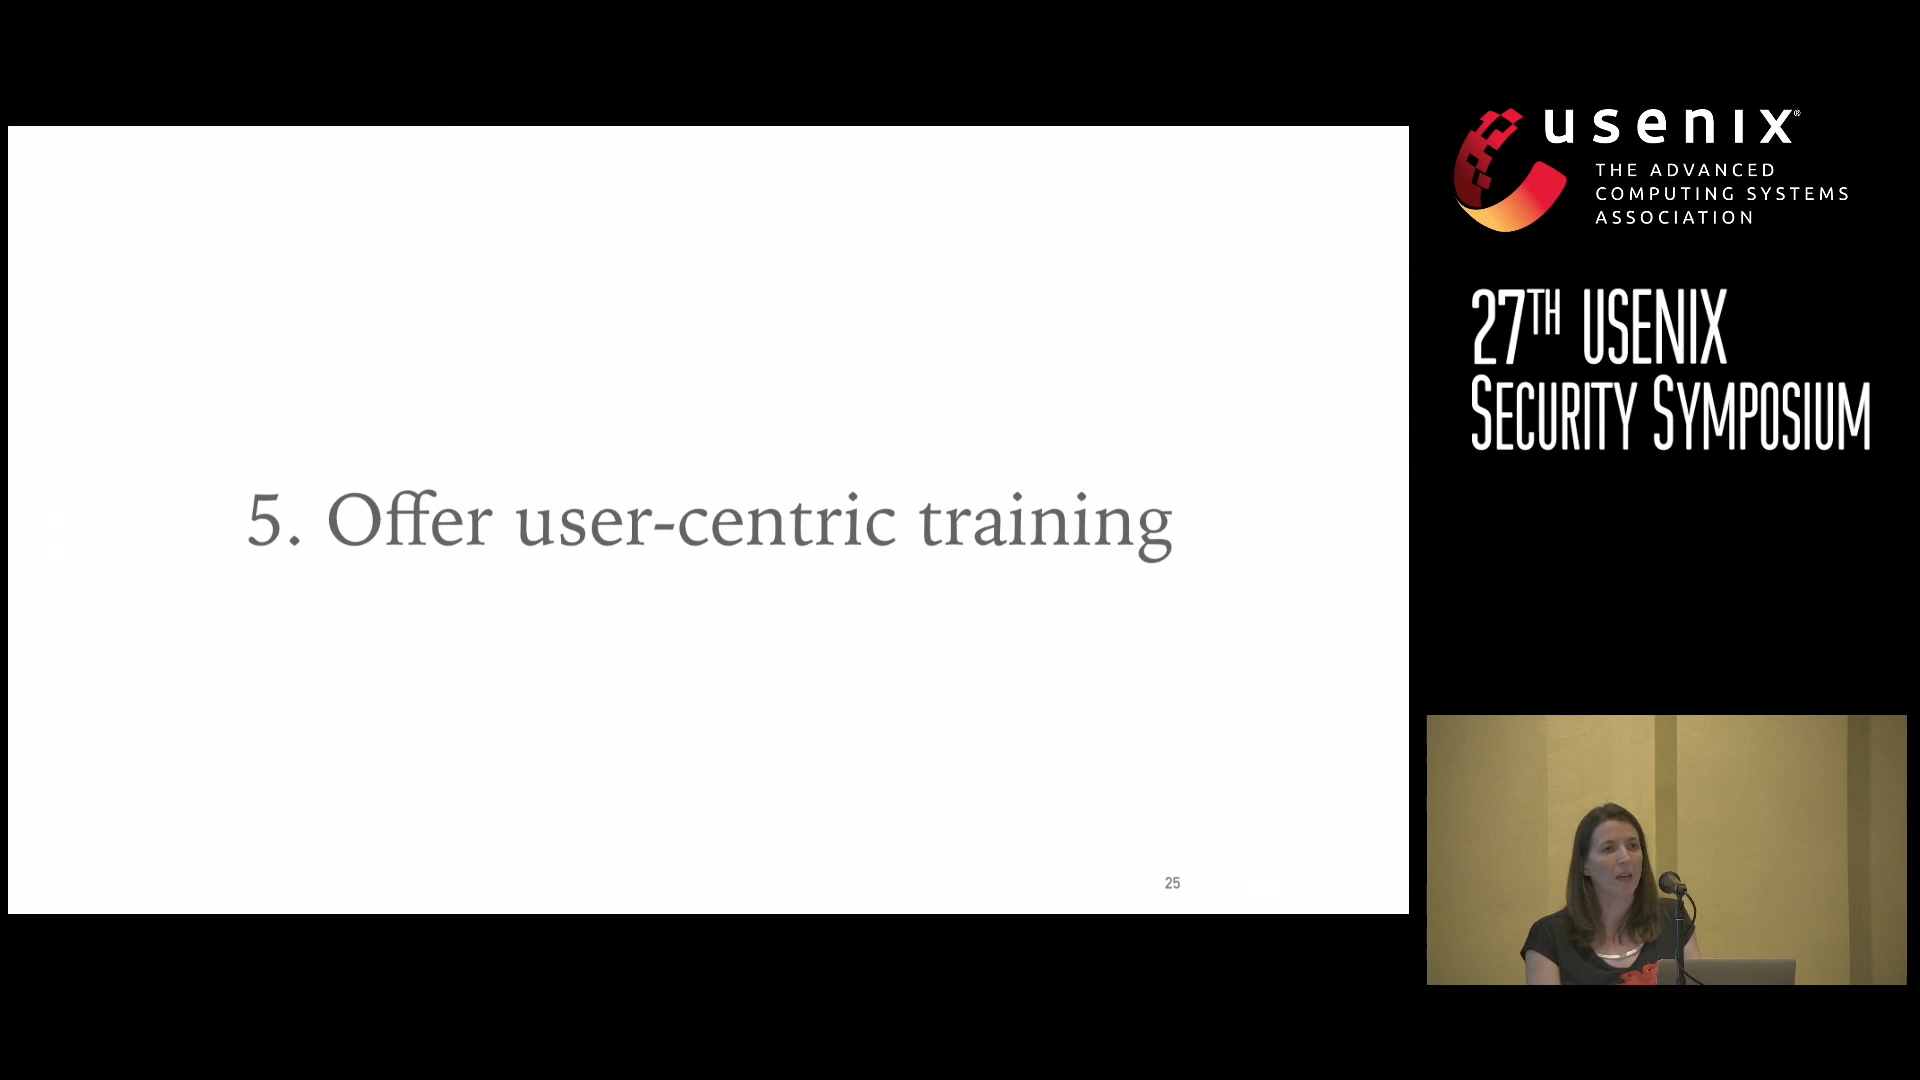 5. Offer user-centric training
25
usenix®
THE ADVANCED
COMPUTING SYSTEMS
ASSOCIATION
27TH USENIX
SECURITY SYMPOSIUM